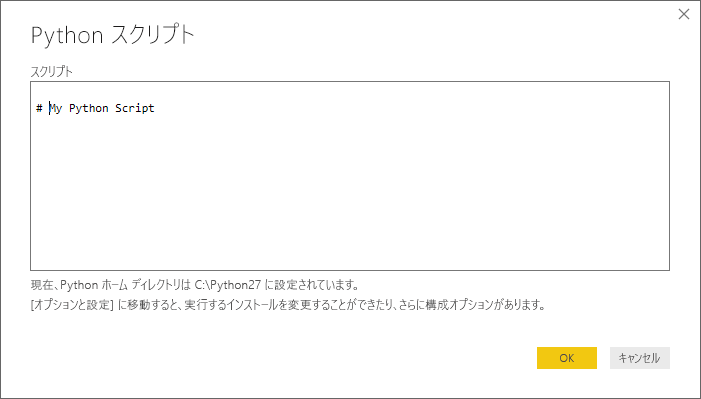 Python スクリプト
スクリプト
# My Python Script
現在、Python ホーム ディレクトリは C:\Python27 に設定されています。
[オプションと設定] に移動すると、実行するインストールを変更することができたり、さらに構成オプションがあります。
OK
キャンセル